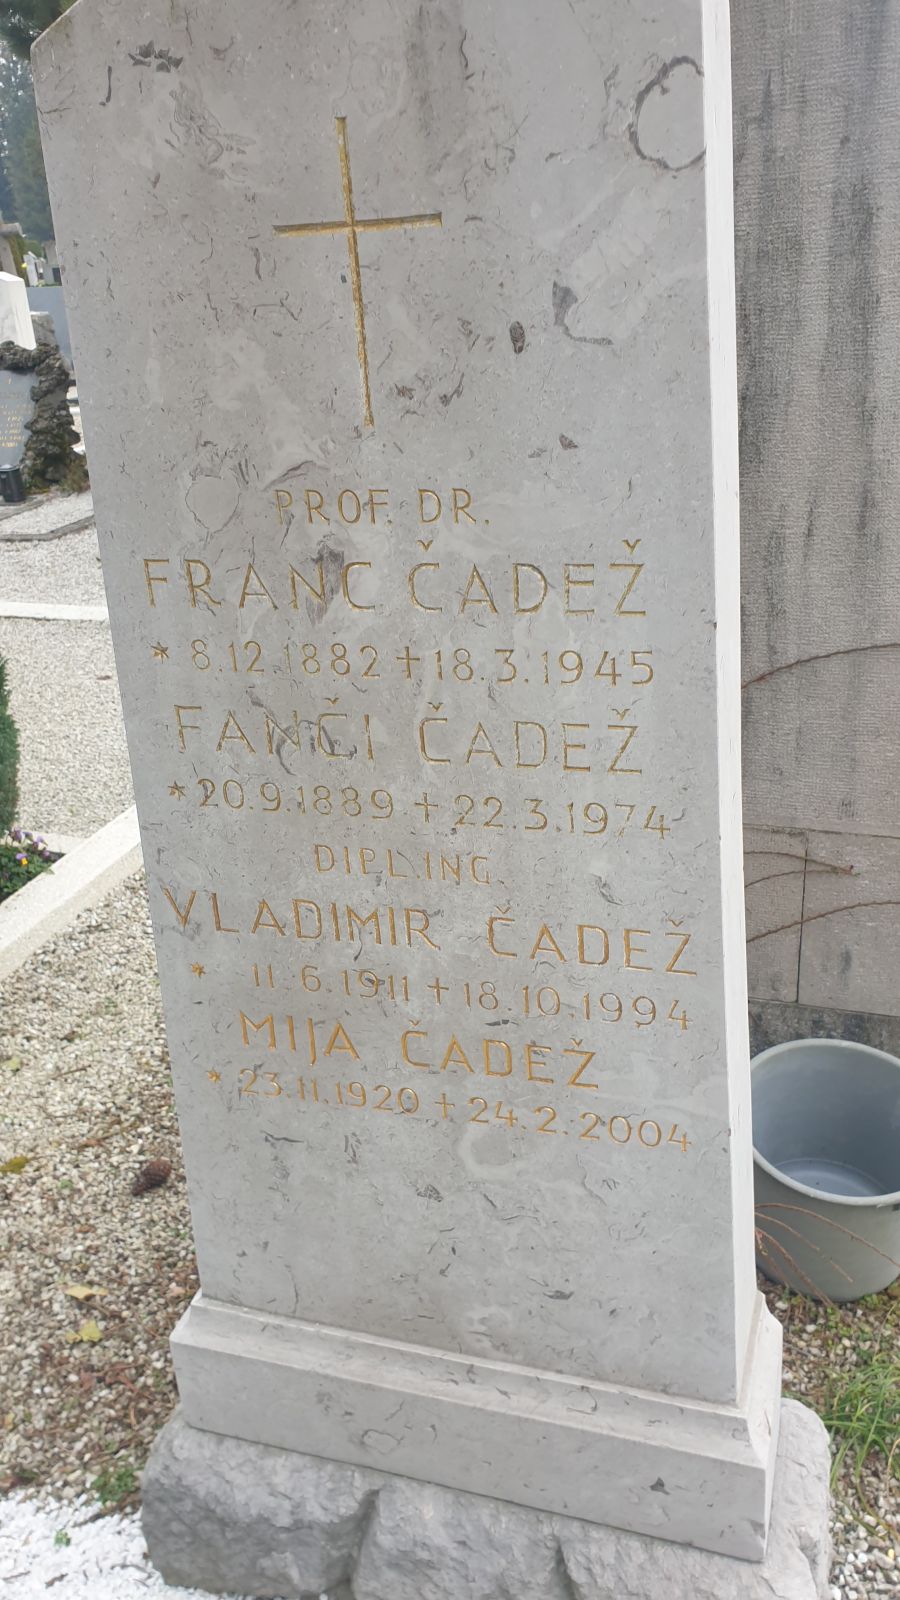 PROF. DR.
FRANC ČADEŽ
* 8.12.1882 + 18.3.1945
FANČI ČADEŽ
* 20.9.1889 + 22.3.1974
DIPL.ING.
VLADIMIR ČADEŽ
* 11.6.1911 + 18.10.1994
MIJA ČADEŽ
* 23.11.1920 + 24.2.2004